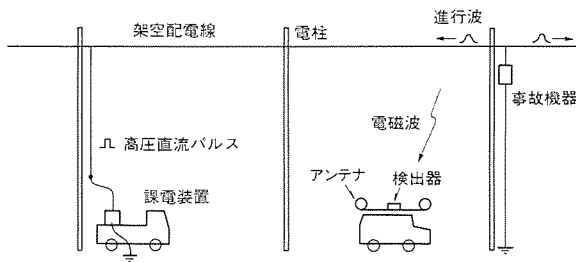 架空配電線
電柱
進行波
事故機器
電磁波
高圧直流パルス
アンテナ
検出器
課電装置